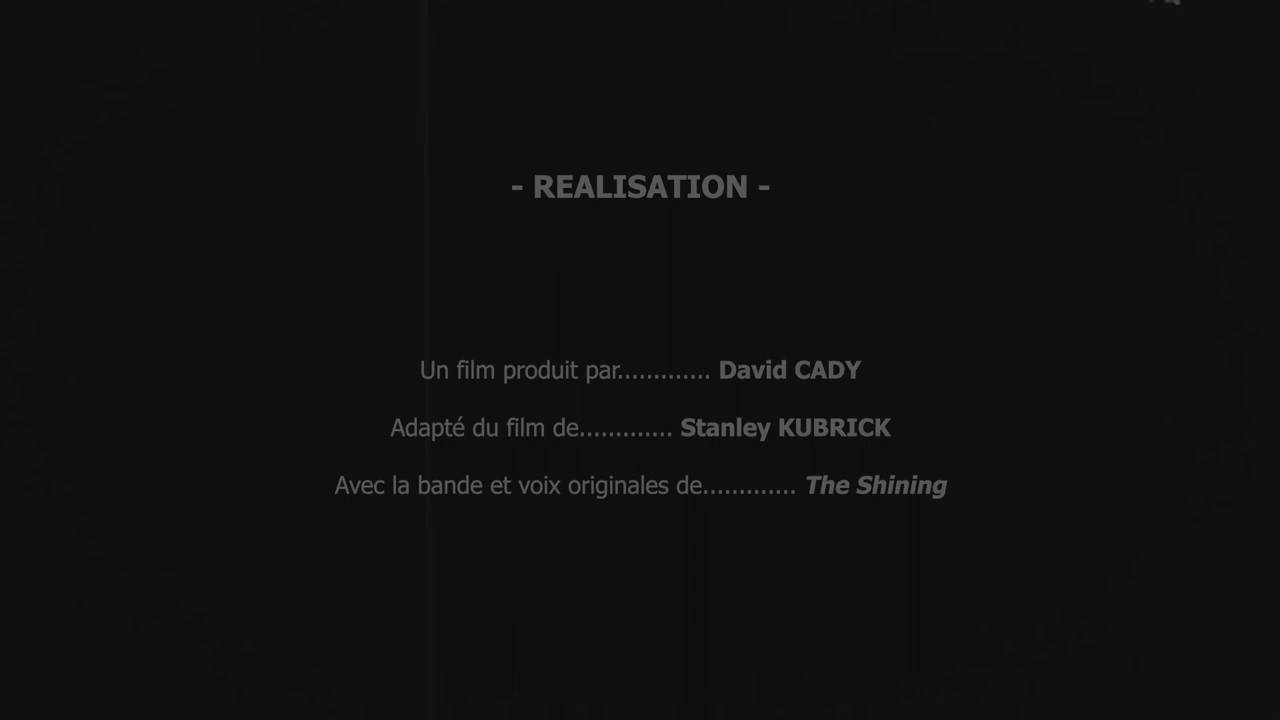 - REALISATION -
Un film produit par............. David CADY
Adapté du film de............. Stanley KUBRICK
Avec la bande et voix originales de............. The Shining